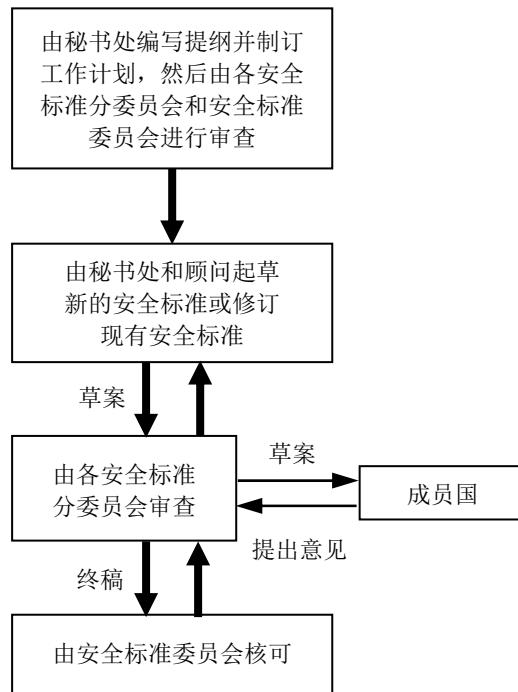 由秘书处编写提纲并制订
工作计划，然后由各安全
标准分委员会和安全标准
委员会进行审查
由秘书处和顾问起草
新的安全标准或修订
现有安全标准
草案
由各安全标准
分委员会审查
草案
成员国
提出意见
终稿
由安全标准委员会核可